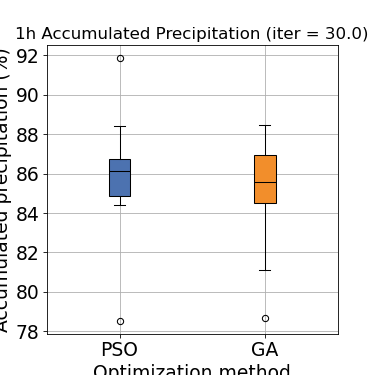 1h Accumulated Precipitation (iter = 30.0)
Accumulated precipitation (%)
92
90
88
86
84
82
80
78
PSO GA
Optimization method